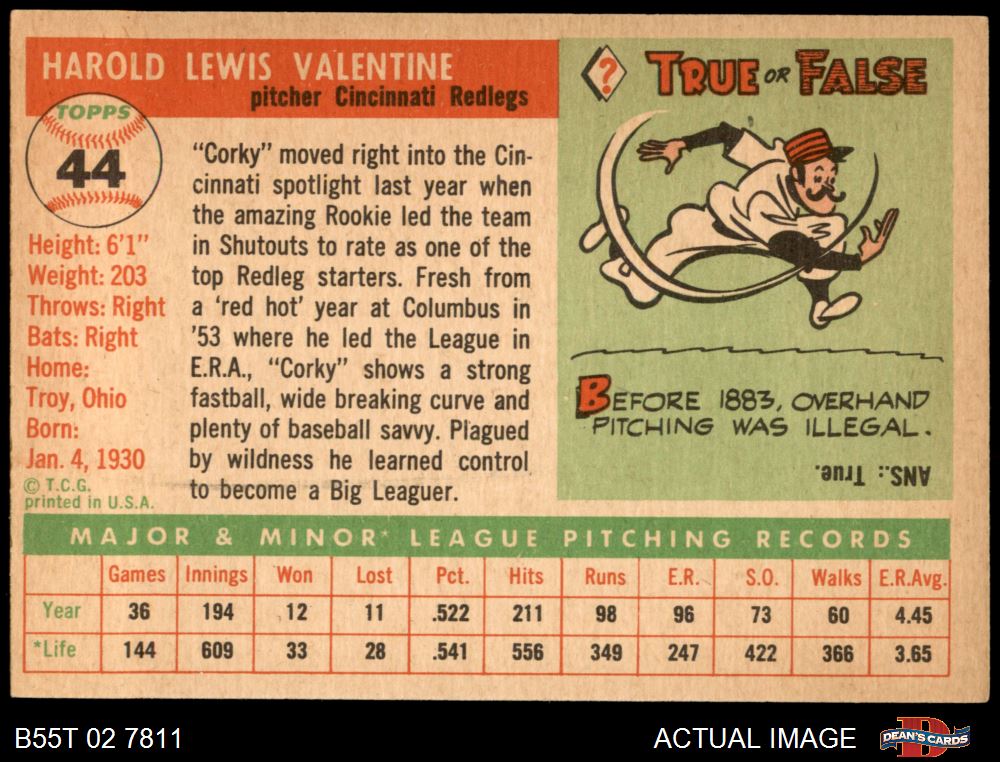 HAROLD LEWIS VALENTINE
pitcher Cincinnati Redlegs
TOPPS
44
Height: 6'1"
Weight: 203
Throws: Right
Bats: Right
Home:
Troy, Ohio
Born:
Jan. 4, 1930
© T.C.G.
printed in U.S.A.
"Corky" moved right into the Cin-
cinnati spotlight last year when
the amazing Rookie led the team
in Shutouts to rate as one of the
top Redleg starters. Fresh from
a 'red hot' year at Columbus in
'53 where he led the League in
E.R.A., "Corky" shows a strong
fastball, wide breaking curve and
plenty of baseball savvy. Plagued
by wildness he learned control
to become a Big Leaguer.
?
TRUE OR FALSE
BEFORE 1883, OVERHAND
PITCHING WAS ILLEGAL.
ANS.: True.
MAJOR & MINOR* LEAGUE PITCHING RECORDS
Games Innings Won Lost Pct. Hits Runs E.R. S.O. Walks E.R.Avg.
Year 36 194 12 11 .522 211 98 96 73 60 4.45
*Life 144 609 33 28 .541 556 349 247 422 366 3.65
B55T 02 7811
ACTUAL IMAGE
D
DEAN'S CARDS